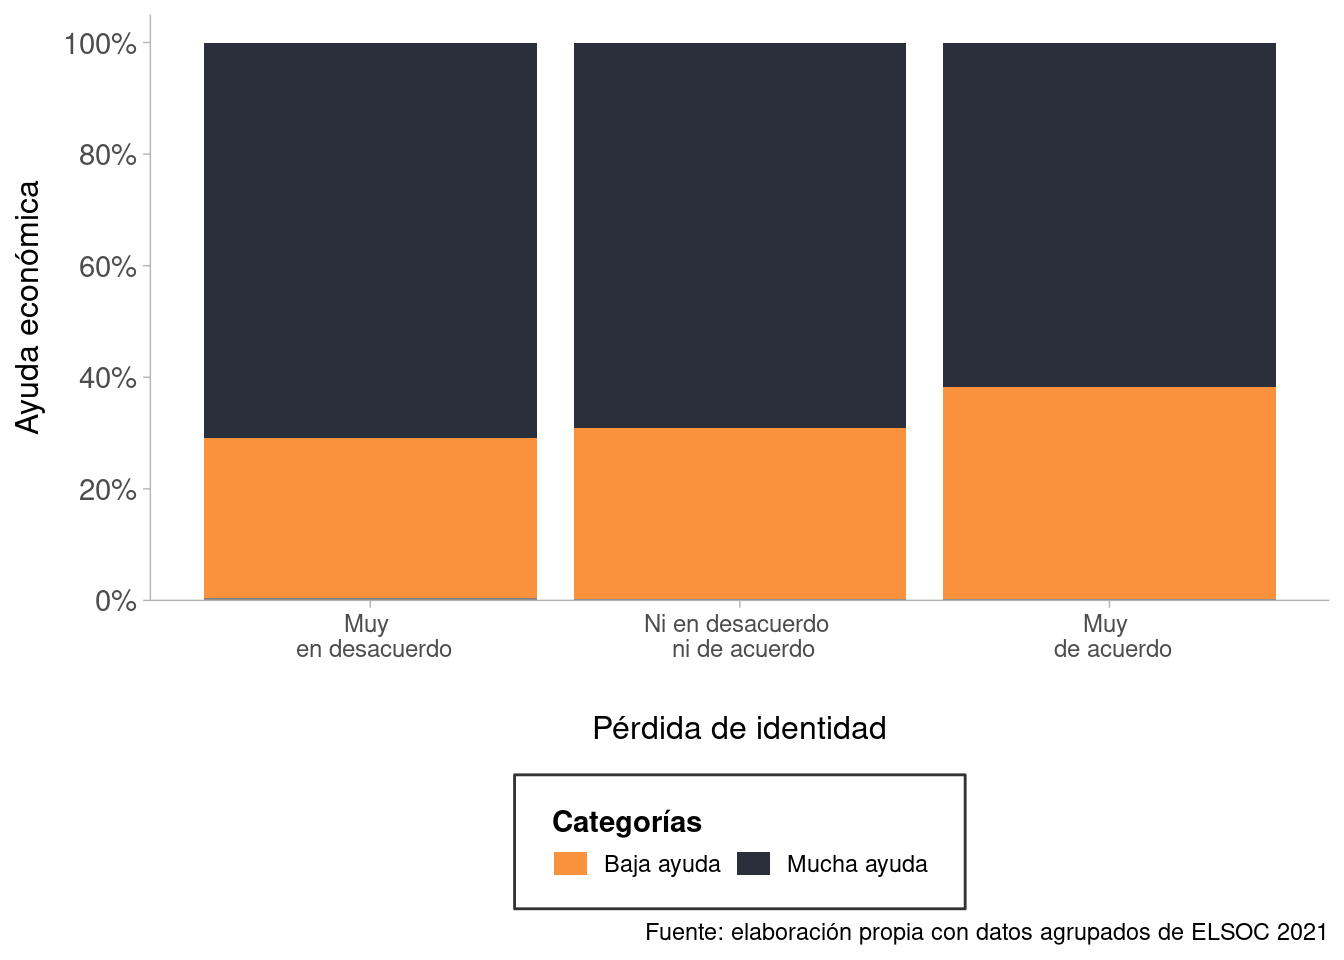 100%
80%
60%
40%
20%
0%
Ayuda económica
Muy
en desacuerdo
Ni en desacuerdo
ni de acuerdo
Muy
de acuerdo
Pérdida de identidad
Categorías
Baja ayuda
Mucha ayuda
Fuente: elaboración propia con datos agrupados de ELSOC 2021